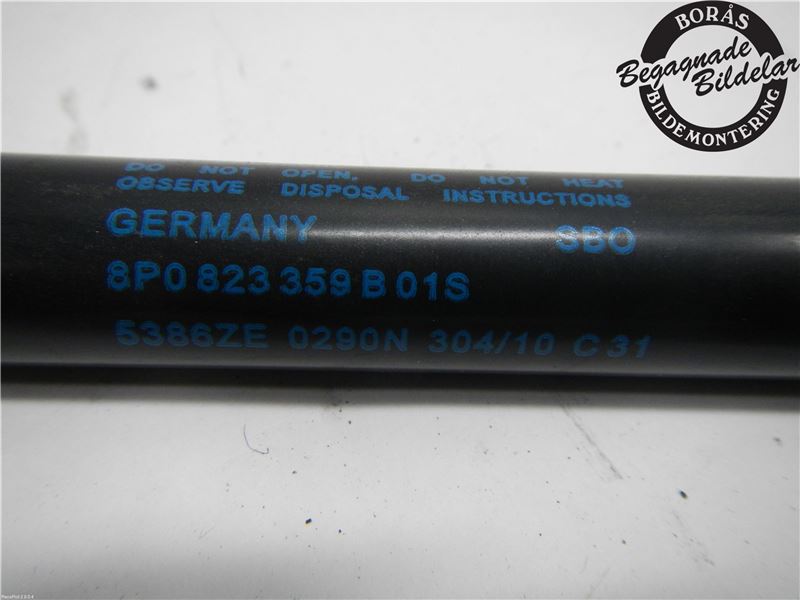 BORÅS
Begagnade
Bildelar
BILDEMONTERING
DO NOT OPEN. DO NOT HEAT
OBSERVE DISPOSAL INSTRUCTIONS
GERMANY SBO
8P0 823 359 B 01S
5386ZE 0290N 304/10 C 31